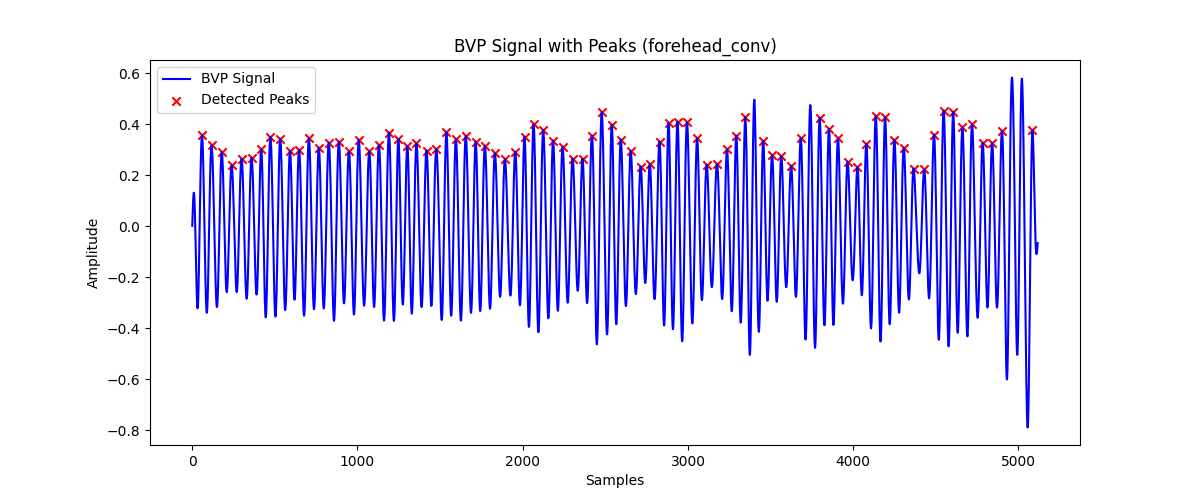 BVP Signal with Peaks (forehead_conv)
BVP Signal
Detected Peaks
Amplitude
0.6
0.4
0.2
0.0
−0.2
−0.4
−0.6
−0.8
0 1000 2000 3000 4000 5000
Samples